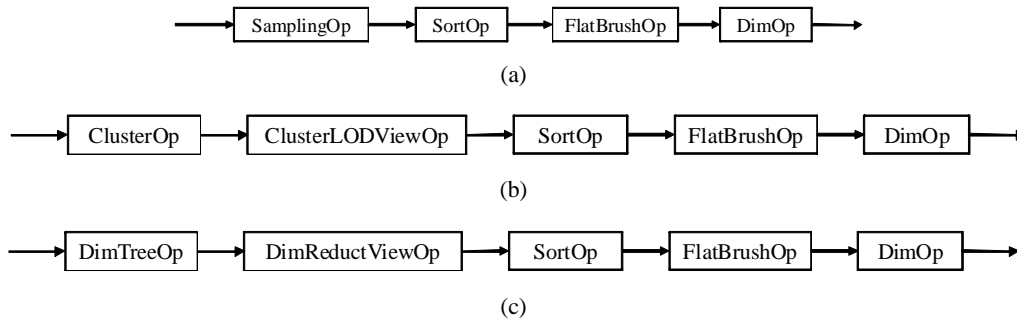 SamplingOp SortOp FlatBrushOp DimOp
(a)
ClusterOp ClusterLODViewOp SortOp FlatBrushOp DimOp
(b)
DimTreeOp DimReductViewOp SortOp FlatBrushOp DimOp
(c)